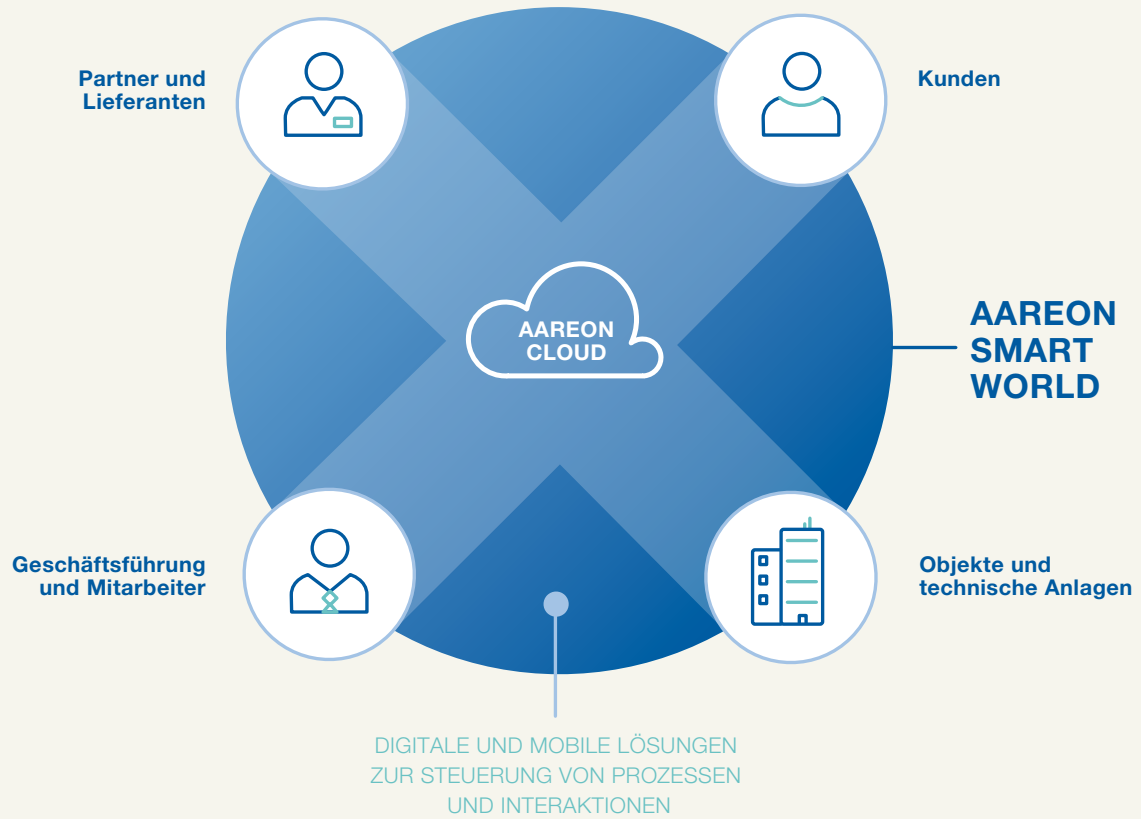 Partner und
Lieferanten
Kunden
AAREON
CLOUD
AAREON
SMART
WORLD
Geschäftsführung
und Mitarbeiter
Objekte und
technische Anlagen
DIGITALE UND MOBILE LÖSUNGEN
ZUR STEUERUNG VON PROZESSEN
UND INTERAKTIONEN